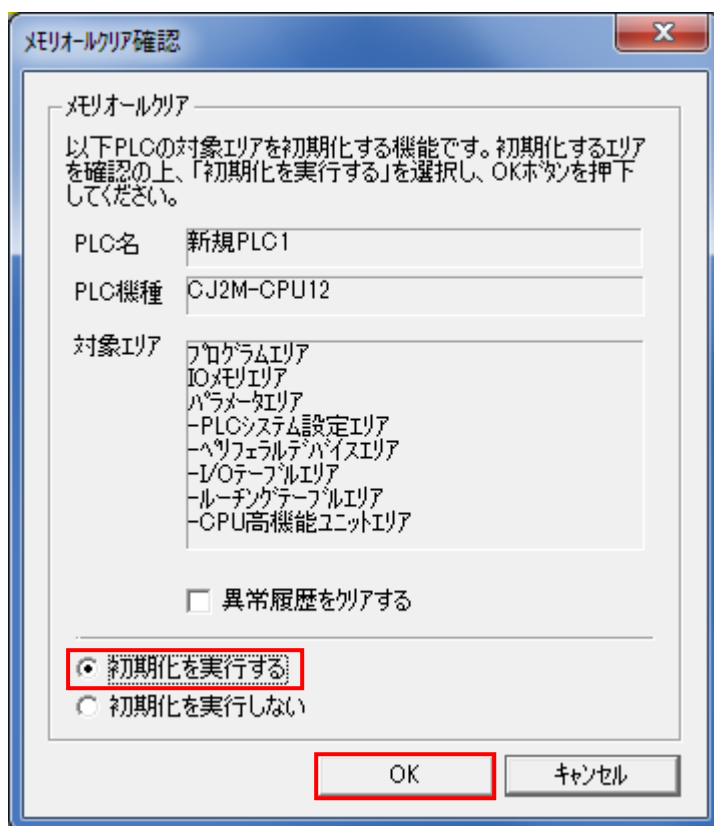 メモリオールクリア確認
メモリオールクリア
以下PLCの対象エリアを初期化する機能です。初期化するエリア
を確認の上、「初期化を実行する」を選択し、OKボタンを押下
してください。
PLC名 新規PLC1
PLC機種 CJ2M-CPU12
対象エリア
プログラムエリア
IOメモリエリア
パラメータエリア
-PLCシステム設定エリア
-ペリフェラルデバイスエリア
-I/Oテーブルエリア
-ルーチングテーブルエリア
-CPU高機能ユニットエリア
異常履歴をクリアする
初期化を実行する
初期化を実行しない
OK キャンセル